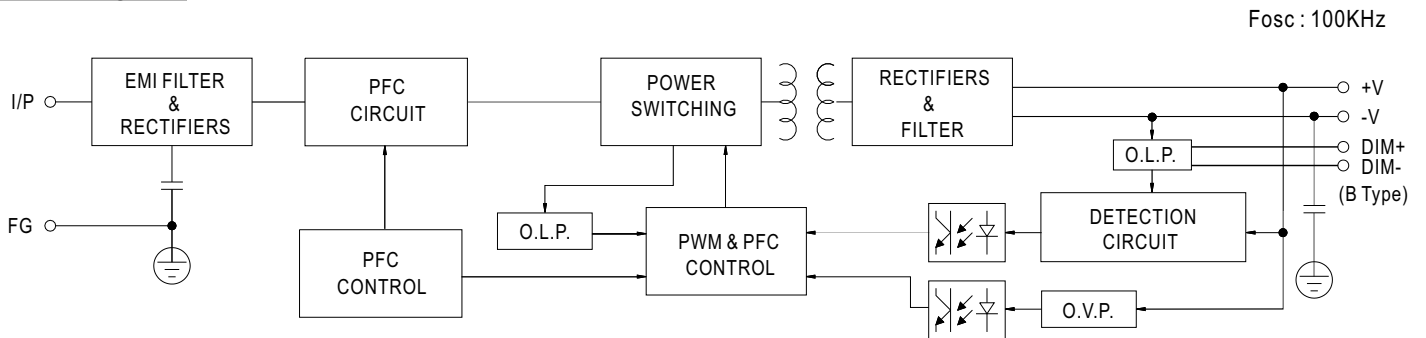 Fosc : 100KHz
I/P
EMI FILTER
&
RECTIFIERS
PFC
CIRCUIT
POWER
SWITCHING
RECTIFIERS
&
FILTER
+V
-V
DIM+
DIM-
(B Type)
O.L.P.
FG
O.L.P.
PFC
CONTROL
PWM & PFC
CONTROL
DETECTION
CIRCUIT
O.V.P.